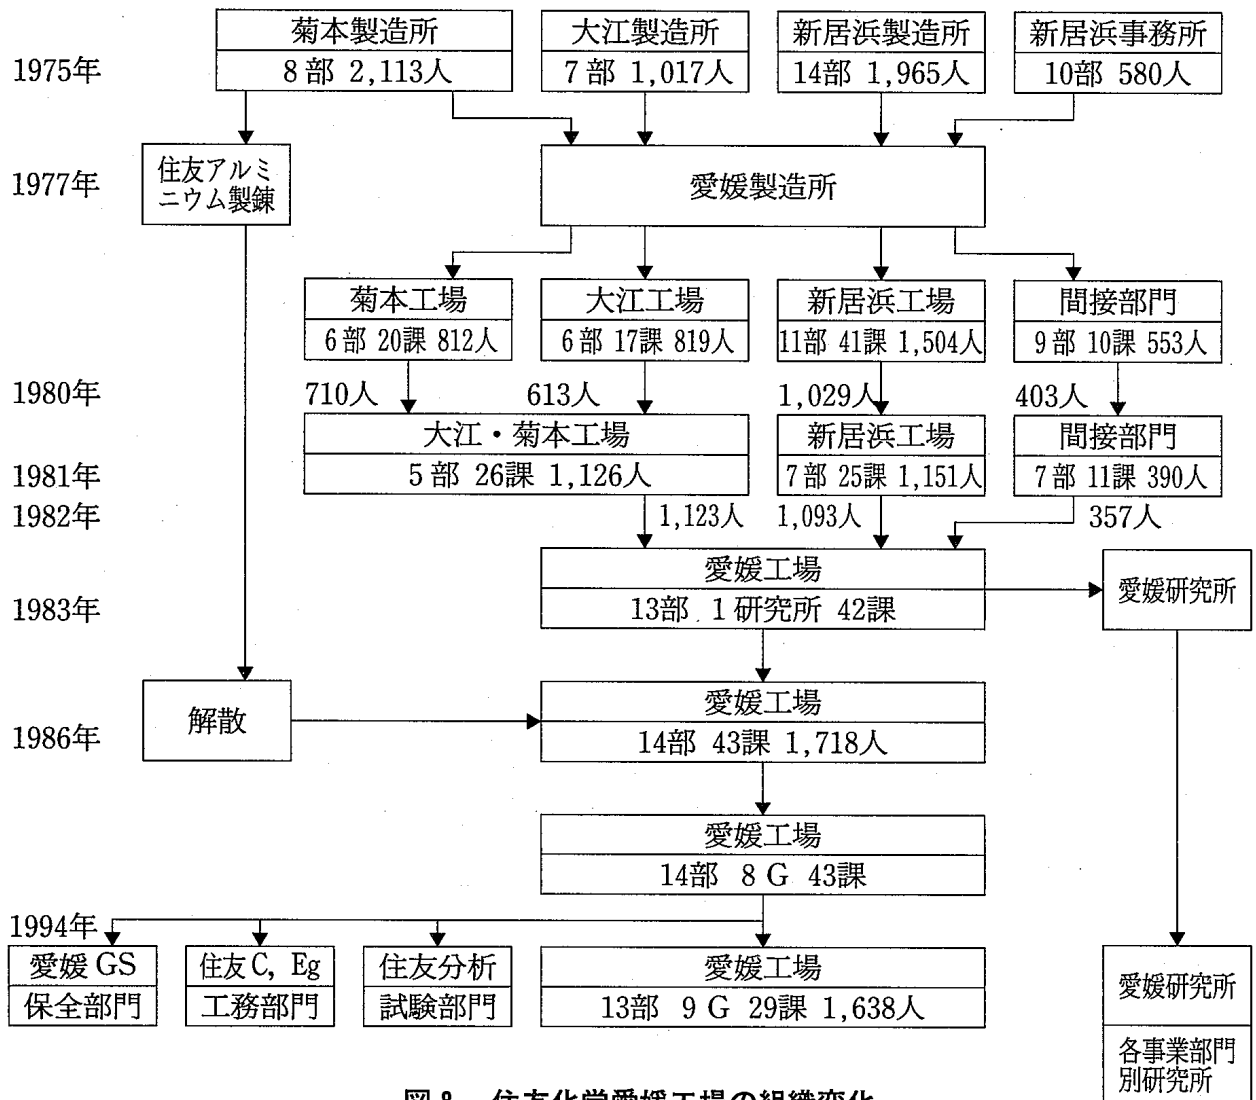 菊本製造所
大江製造所
新居浜製造所
新居浜事務所
1975年
8部 2,113人
7部 1,017人
14部 1,965人
10部 580人
1977年
住友アルミ
ニウム製錬
愛媛製造所
菊本工場
大江工場
新居浜工場
間接部門
6部 20課 812人
6部 17課 819人
11部 41課 1,504人
9部 10課 553人
1980年
710人
613人
1,029人
403人
大江・菊本工場
新居浜工場
間接部門
1981年
5部 26課 1,126人
7部 25課 1,151人
7部 11課 390人
1982年
1,123人
1,093人
357人
愛媛工場
愛媛研究所
1983年
13部 1研究所 42課
解散
愛媛工場
1986年
14部 43課 1,718人
愛媛工場
14部 8G 43課
1994年
愛媛GS
住友C, Eg
住友分析
愛媛工場
保全部門
工務部門
試験部門
13部 9G 29課 1,638人
愛媛研究所
各事業部門
別研究所
住友化学愛媛工場の組織変化